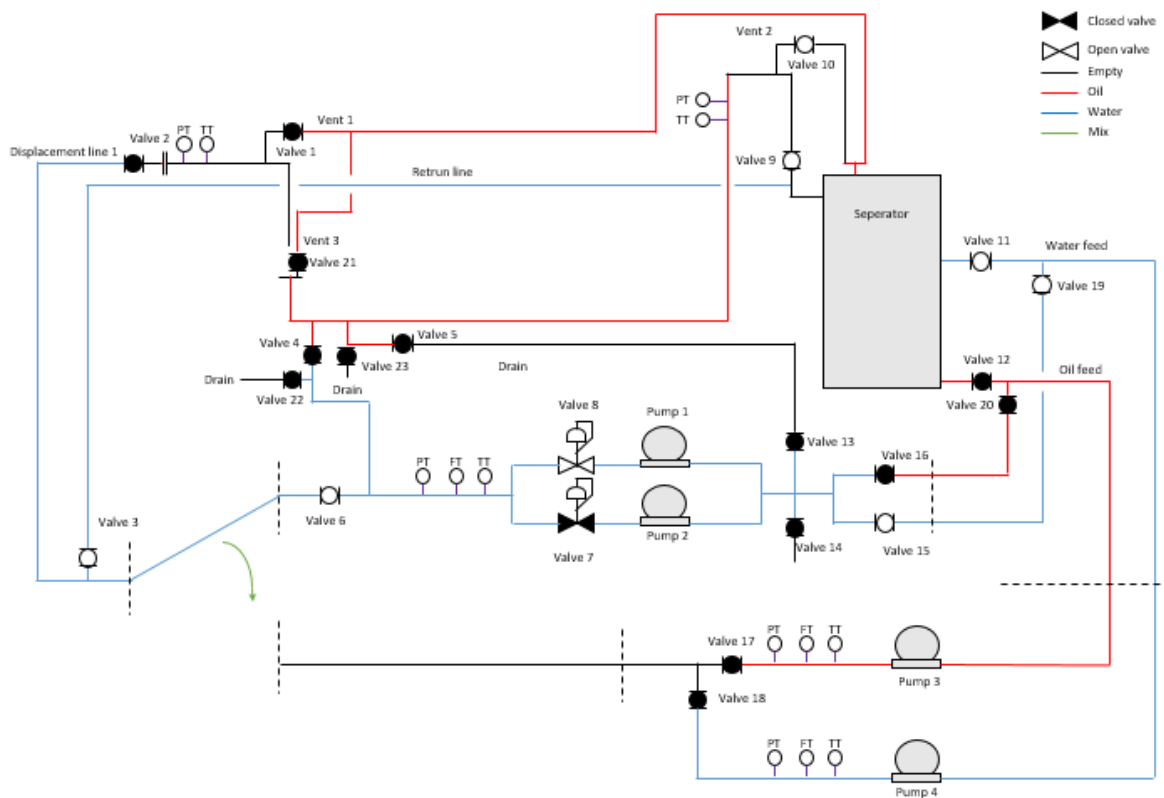 Closed valve
Vent 2
Open valve
Valve 10
Empty
Oil
PT
TT
Water
Mix
Vent 1
PT
TT
Valve 2
Displacement line 1
Valve 1
Valve 9
Retrun line
Seperator
Vent 3
Valve 11
Water feed
Valve 21
Valve 19
Valve 5
Valve 4
Valve 23
Drain
Valve 12
Oil feed
Drain
Drain
Valve 22
Valve 8
Pump 1
Valve 20
Valve 13
Valve 16
PT
FT
TT
Pump 2
Valve 6
Valve 3
Valve 7
Valve 14
Valve 15
Valve 17
PT
FT
TT
Pump 3
Valve 18
PT
FT
TT
Pump 4